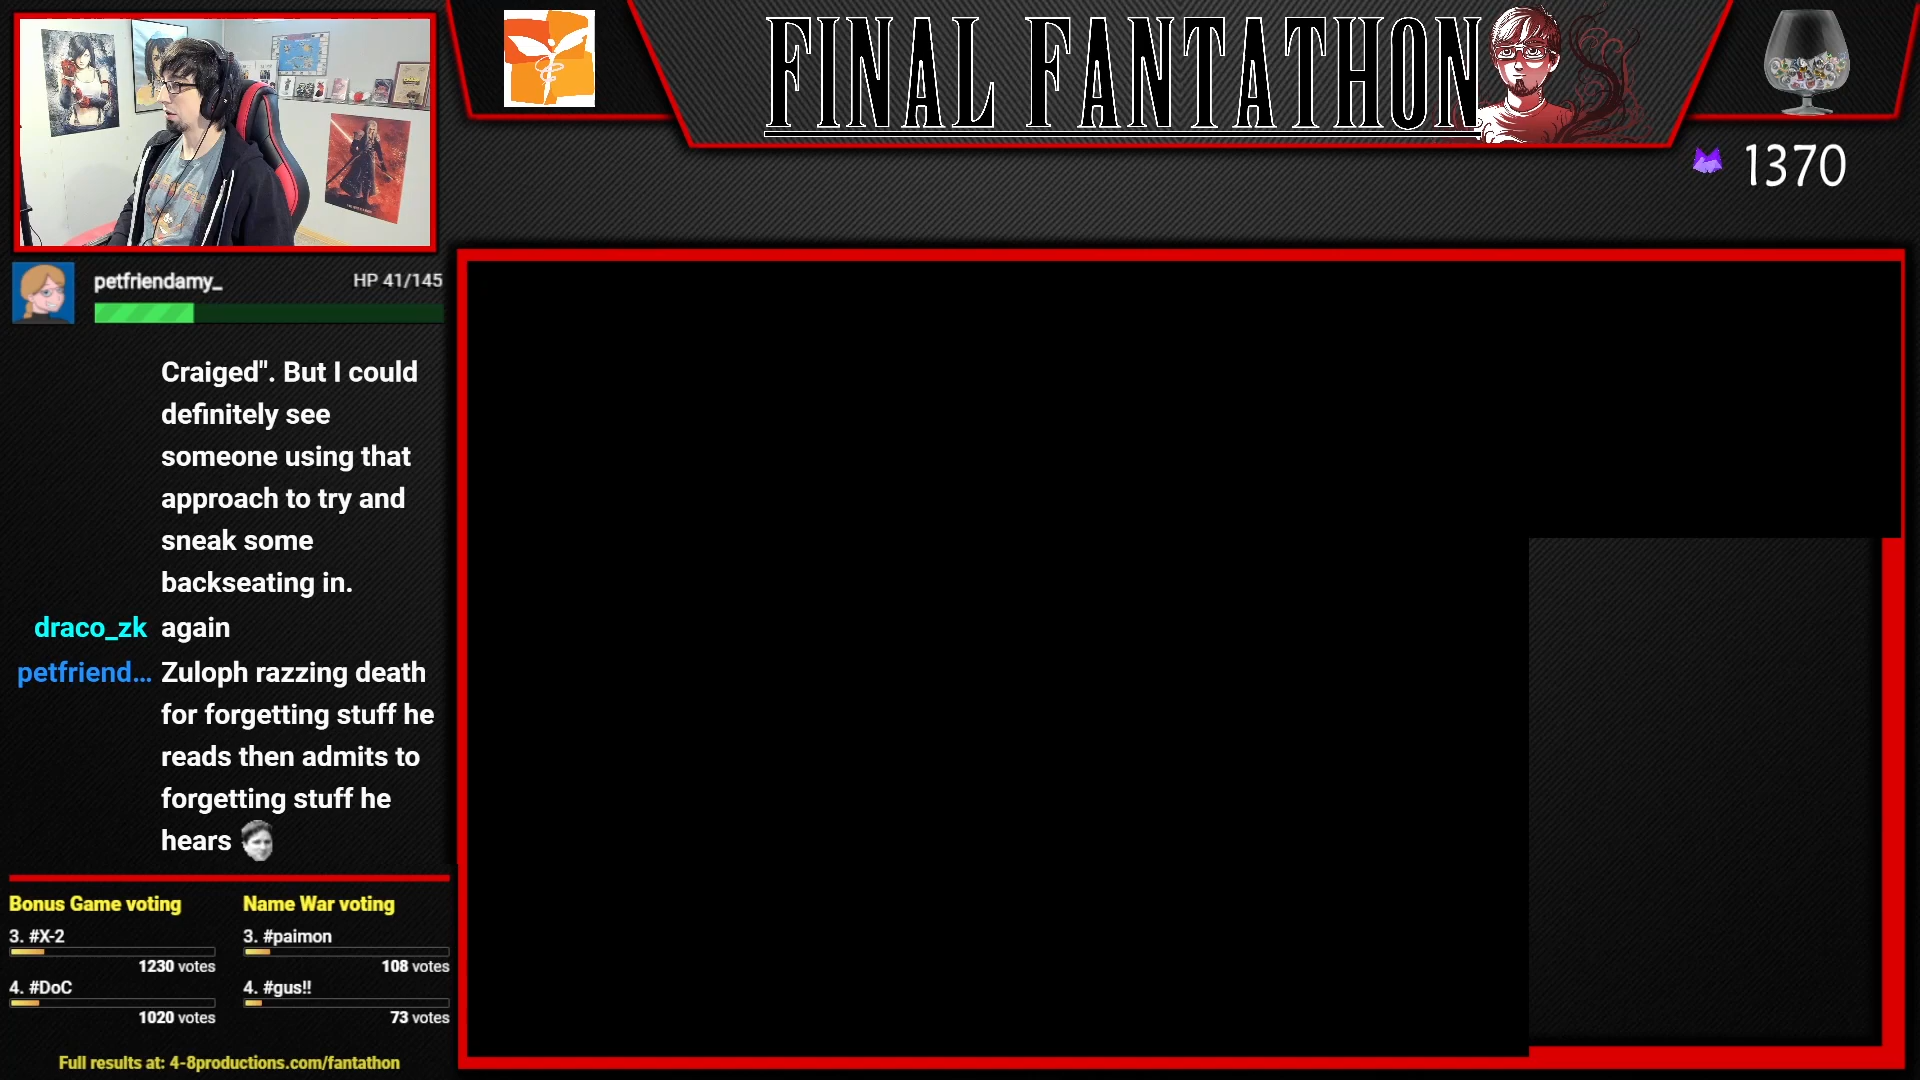 FINAL FANTATHON
1370
petfriendamy_ HP 41/145
Craiged". But I could
definitely see
someone using that
approach to try and
sneak some
backseating in.
draco_zk again
petfriend... Zuloph razzing death
for forgetting stuff he
reads then admits to
forgetting stuff he
hears
Bonus Game voting
3. #X-2
1230 votes
4. #DoC
1020 votes
Name War voting
3. #paimon
108 votes
4. #gus!!
73 votes
Full results at: 4-8productions.com/fantathon